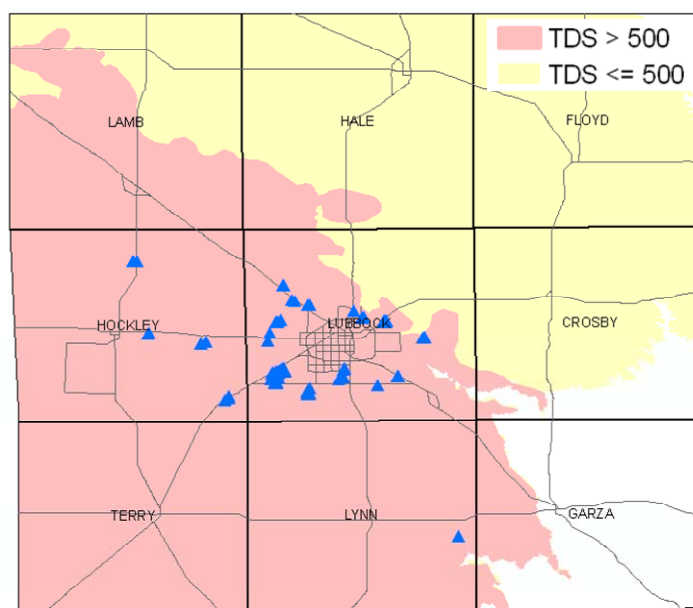 TDS > 500
TDS <= 500
LAMB
HALE
FLOYD
HOCKLEY
LUBBOCK
CROSBY
TERRY
LYNN
GARZA